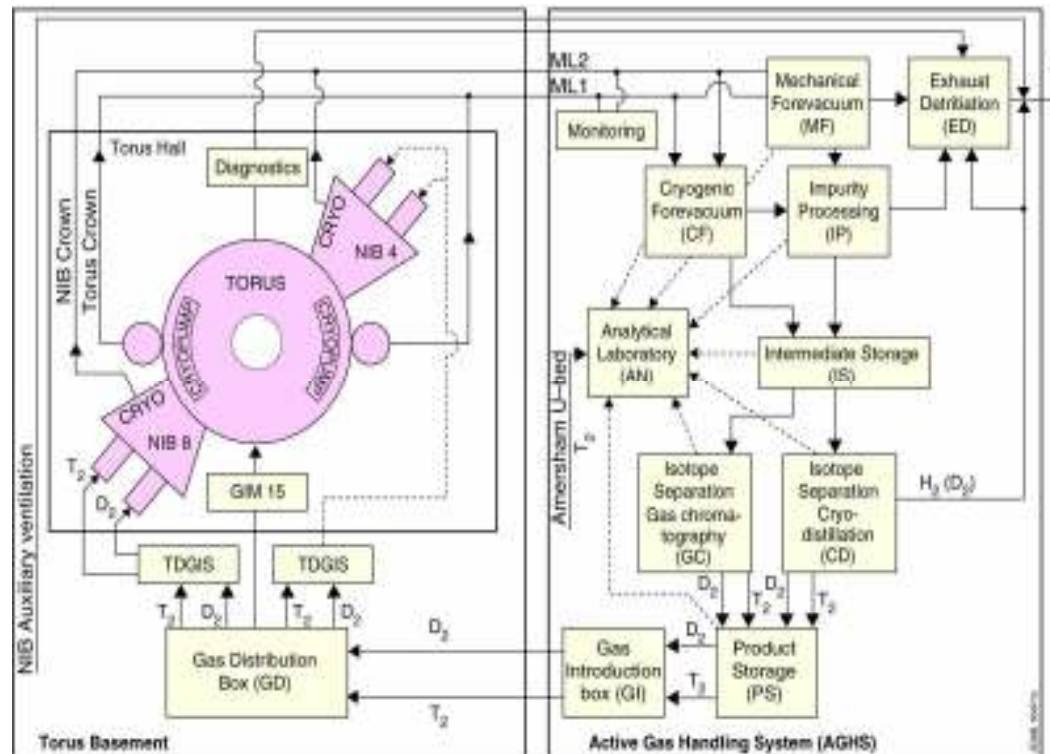 ML2
ML1
Mechanical
Forevacuum
(MF)
Exhaust
Detritiation
(ED)
Monitoring
Torus Hall
Diagnostics
Cryogenic
Forevacuum
(CF)
Impurity
Processing
(IP)
NIB Crown
Torus Crown
CRYO
NIB 4
TORUS
CRYOPUMP
CRYOPUMP
Analytical
Laboratory
(AN)
Intermediate Storage
(IS)
CRYO
NIB 8
T₂
D₂
GIM 15
Amersham U-bed
T₂
Isotope
Separation
Gas chroma-
tography
(GC)
Isotope
Separation
Cryo-
distillation
(CD)
H₂ (D₂)
TDGIS
TDGIS
D₂
T₂
D₂
T₂
T₂
D₂
T₂
D₂
NIB Auxiliary ventilation
Gas Distribution
Box (GD)
D₂
T₂
Gas
Introduction
box (GI)
D₂
T₂
Product
Storage
(PS)
Torus Basement
Active Gas Handling System (AGHS)